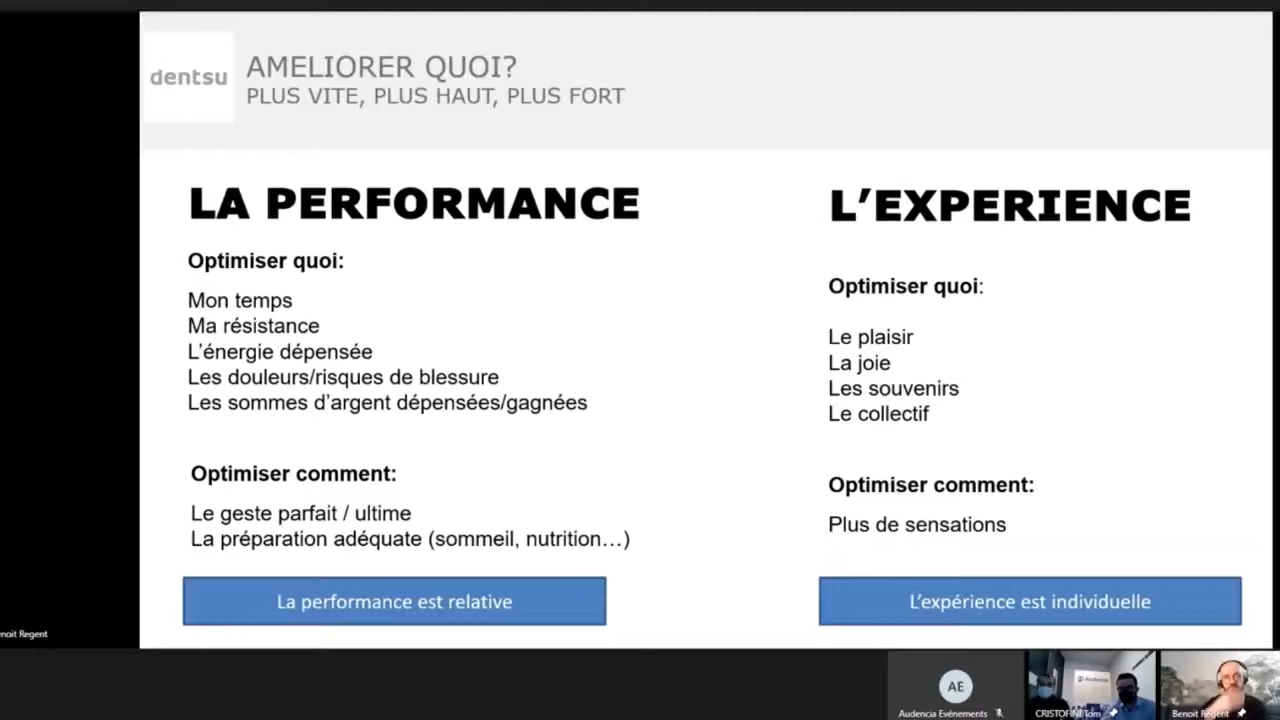 dentsu
AMELIORER QUOI?
PLUS VITE, PLUS HAUT, PLUS FORT
LA PERFORMANCE
Optimiser quoi:
Mon temps
Ma résistance
L’énergie dépensée
Les douleurs/risques de blessure
Les sommes d’argent dépensées/gagnées
Optimiser comment:
Le geste parfait / ultime
La préparation adéquate (sommeil, nutrition…)
La performance est relative
L’EXPERIENCE
Optimiser quoi:
Le plaisir
La joie
Les souvenirs
Le collectif
Optimiser comment:
Plus de sensations
L’expérience est individuelle
enoit Regent
AE
Audencia Evénements
Audencia
CRISTOFINI Tom
Benoit Regent